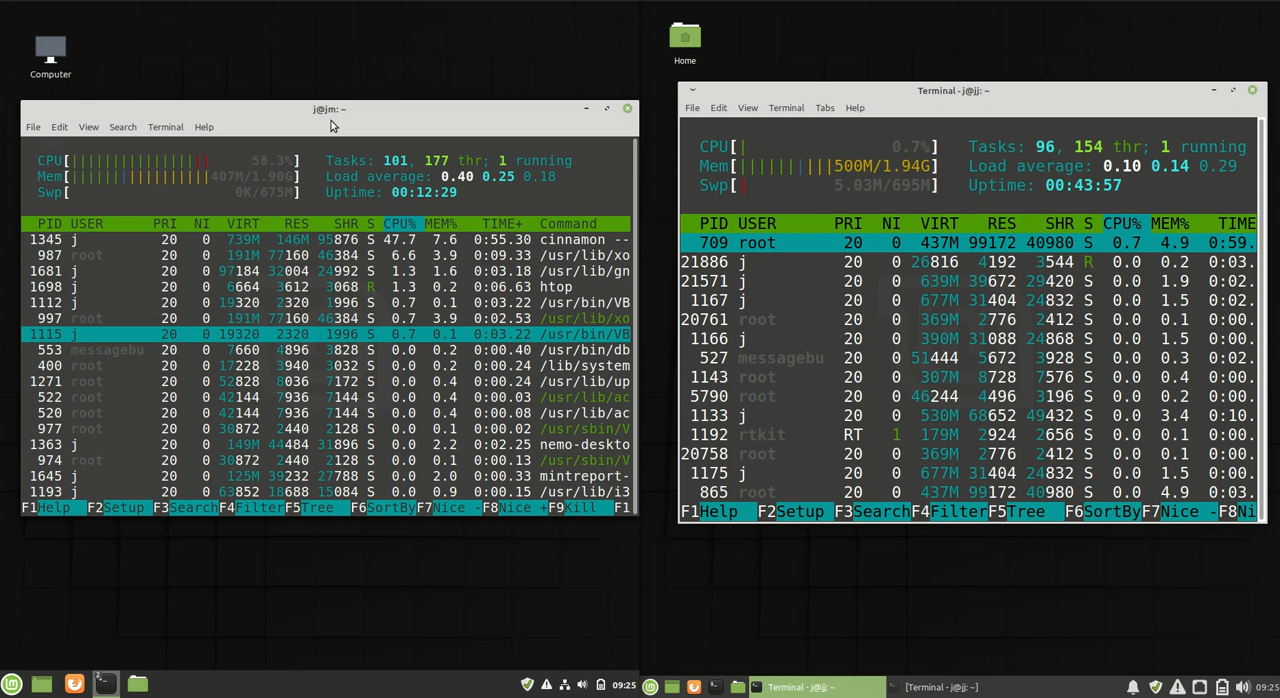 Computer
j@jm: ~
File Edit View Search Terminal Help
CPU[||||||||||||||||| 58.3%] Tasks: 101, 177 thr; 1 running
Mem[|||||||||||||||||407M/1.90G] Load average: 0.40 0.25 0.18
Swp[ 0K/675M] Uptime: 00:12:29
PID USER PRI NI VIRT RES SHR S CPU% MEM% TIME+ Command
1345 j 20 0 739M 146M 95876 S 47.7 7.6 0:55.30 cinnamon --
987 root 20 0 191M 77160 46384 S 6.6 3.9 0:09.33 /usr/lib/xo
1681 j 20 0 97184 32004 24992 S 1.3 1.6 0:03.18 /usr/lib/gn
1698 j 20 0 6664 3612 3068 R 1.3 0.2 0:06.63 htop
1112 j 20 0 19320 2320 1996 S 0.7 0.1 0:03.22 /usr/bin/VB
997 root 20 0 191M 77160 46384 S 0.7 3.9 0:02.53 /usr/lib/xo
1115 j 20 0 19320 2320 1996 S 0.7 0.1 0:03.22 /usr/bin/VB
553 messagebu 20 0 7660 4896 3828 S 0.0 0.2 0:00.40 /usr/bin/db
400 root 20 0 17228 3940 3032 S 0.0 0.2 0:00.24 /lib/system
1271 root 20 0 52828 8036 7172 S 0.0 0.4 0:00.24 /usr/lib/up
522 root 20 0 42144 7936 7144 S 0.0 0.4 0:00.03 /usr/lib/ac
520 root 20 0 42144 7936 7144 S 0.0 0.4 0:00.08 /usr/lib/ac
977 root 20 0 30872 2440 2128 S 0.0 0.1 0:00.02 /usr/sbin/V
1363 j 20 0 149M 44484 31896 S 0.0 2.2 0:02.25 nemo-deskto
974 root 20 0 30872 2440 2128 S 0.0 0.1 0:00.13 /usr/sbin/V
1645 j 20 0 125M 39232 27788 S 0.0 2.0 0:00.33 mintreport-
1193 j 20 0 63852 18688 15084 S 0.0 0.9 0:00.15 /usr/lib/i3
F1Help F2Setup F3SearchF4FilterF5Tree F6SortByF7Nice -F8Nice +F9Kill F1
09:25
Home
Terminal - j@jj: ~
File Edit View Terminal Tabs Help
CPU[| 0.7%] Tasks: 96, 154 thr; 1 running
Mem[||||||||||500M/1.94G] Load average: 0.10 0.14 0.29
Swp[| 5.03M/695M] Uptime: 00:43:57
PID USER PRI NI VIRT RES SHR S CPU% MEM% TIME
709 root 20 0 437M 99172 40980 S 0.7 4.9 0:59.
21886 j 20 0 26816 4192 3544 R 0.0 0.2 0:03.
21571 j 20 0 639M 39672 29420 S 0.0 1.9 0:02.
1167 j 20 0 677M 31404 24832 S 0.0 1.5 0:02.
20761 root 20 0 369M 2776 2412 S 0.0 0.1 0:00.
1166 j 20 0 390M 31088 24868 S 0.0 1.5 0:00.
527 messagebu 20 0 51444 5672 3928 S 0.0 0.3 0:02.
1143 root 20 0 307M 8728 7576 S 0.0 0.4 0:00.
5790 root 20 0 46244 4496 3196 S 0.0 0.2 0:00.
1133 j 20 0 530M 68652 49432 S 0.0 3.4 0:10.
1192 rtkit RT 1 179M 2924 2656 S 0.0 0.1 0:00.
20758 root 20 0 369M 2776 2412 S 0.0 0.1 0:00.
1175 j 20 0 677M 31404 24832 S 0.0 1.5 0:00.
865 root 20 0 437M 99172 40980 S 0.0 4.9 0:00.
F1Help F2Setup F3SearchF4FilterF5Tree F6SortByF7Nice -F8Ni
Terminal - j@jj: ~
[Terminal - j@jj: ~]
09:25